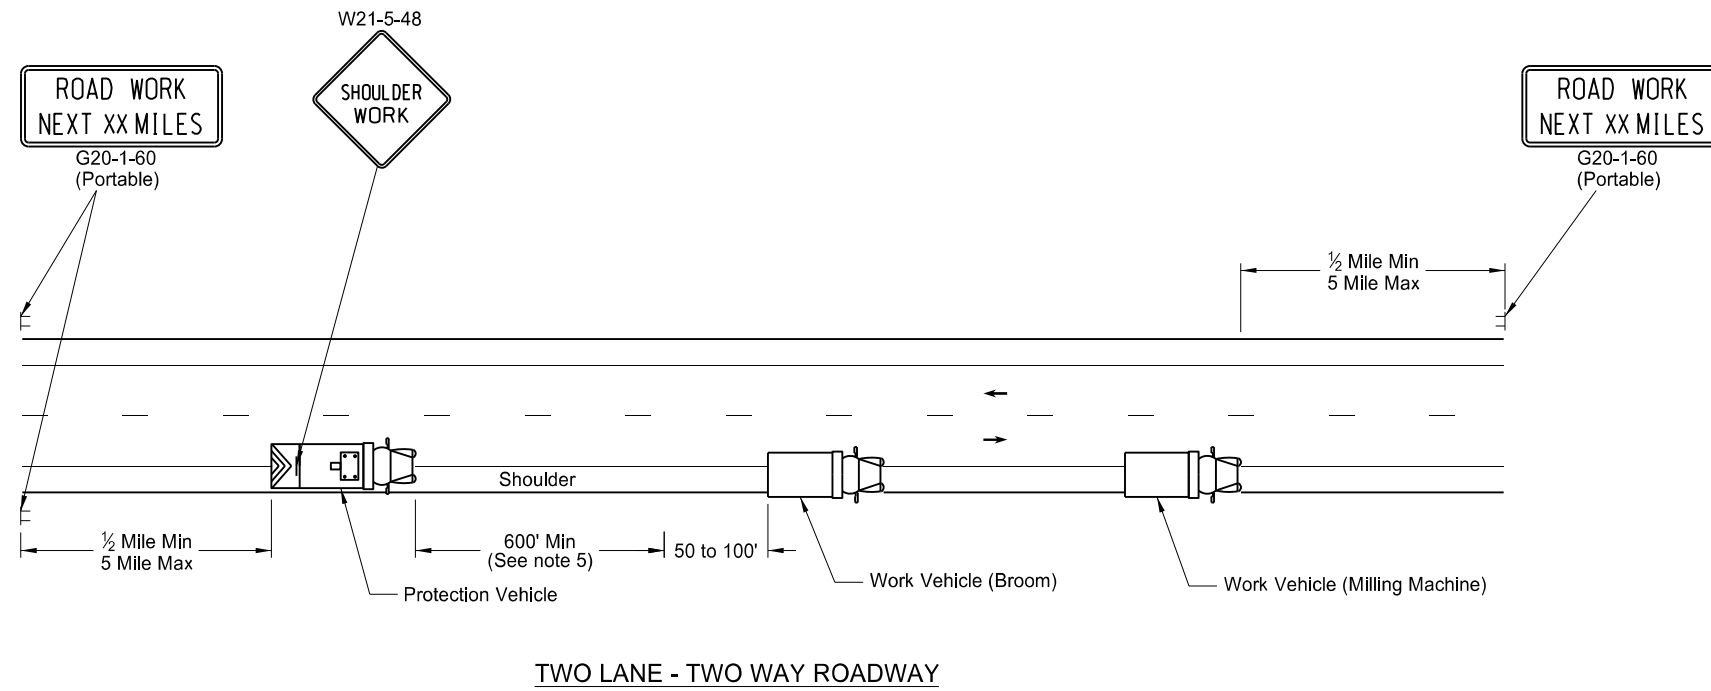 W21-5-48
ROAD WORK
NEXT XX MILES
G20-1-60
(Portable)
SHOULDER
WORK
ROAD WORK
NEXT XX MILES
G20-1-60
(Portable)
½ Mile Min
5 Mile Max
Shoulder
½ Mile Min
5 Mile Max
600' Min
(See note 5)
50 to 100'
Protection Vehicle
Work Vehicle (Broom)
Work Vehicle (Milling Machine)
TWO LANE - TWO WAY ROADWAY